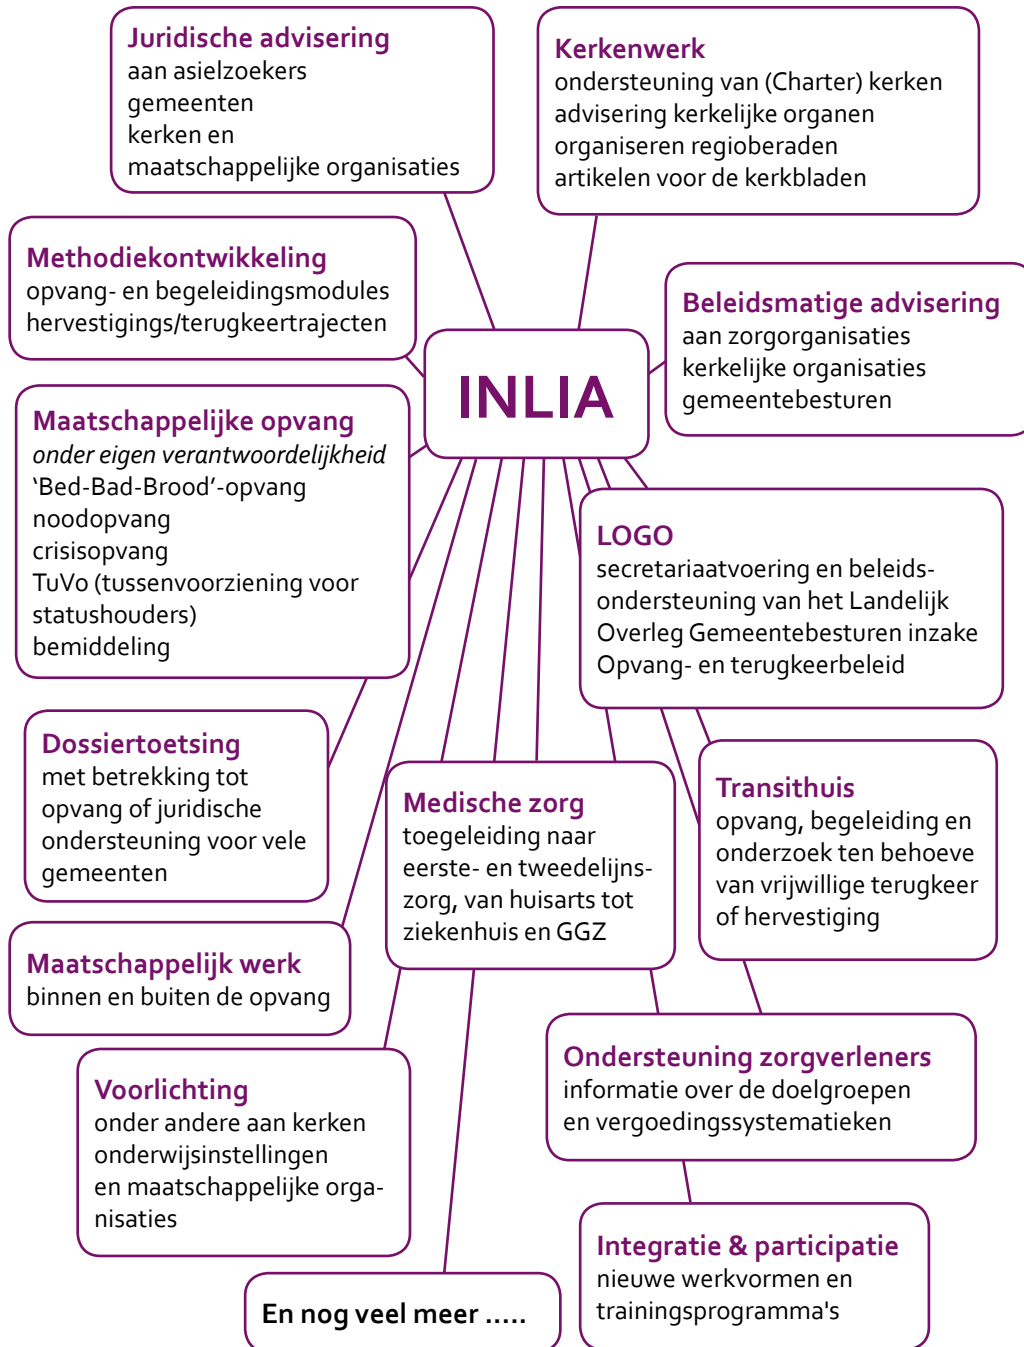 Juridische advisering
aan asielzoekers
gemeenten
kerken en
maatschappelijke organisaties
Kerkenwerk
ondersteuning van (Charter) kerken
advisering kerkelijke organen
organiseren regioberaden
artikelen voor de kerkbladen
Methodiekontwikkeling
opvang- en begeleidingsmodules
hervestigings/terugkeertrajecten
Beleidsmatige advisering
aan zorgorganisaties
kerkelijke organisaties
gemeentebesturen
INLIA
Maatschappelijke opvang
onder eigen verantwoordelijkheid
‘Bed-Bad-Brood’-opvang
noodopvang
crisisopvang
TuVo (tussenvoorziening voor
statushouders)
bemiddeling
LOGO
secretariaatvoering en beleids-
ondersteuning van het Landelijk
Overleg Gemeentebesturen inzake
Opvang- en terugkeerbeleid
Dossiertoetsing
met betrekking tot
opvang of juridische
ondersteuning voor vele
gemeenten
Medische zorg
toegeleiding naar
eerste- en tweedelijns-
zorg, van huisarts tot
ziekenhuis en GGZ
Transithuis
opvang, begeleiding en
onderzoek ten behoeve
van vrijwillige terugkeer
of hervestiging
Maatschappelijk werk
binnen en buiten de opvang
Ondersteuning zorgverleners
informatie over de doelgroepen
en vergoedingssystematieken
Voorlichting
onder andere aan kerken
onderwijsinstellingen
en maatschappelijke orga-
nisaties
Integratie & participatie
nieuwe werkvormen en
trainingsprogramma's
En nog veel meer .....